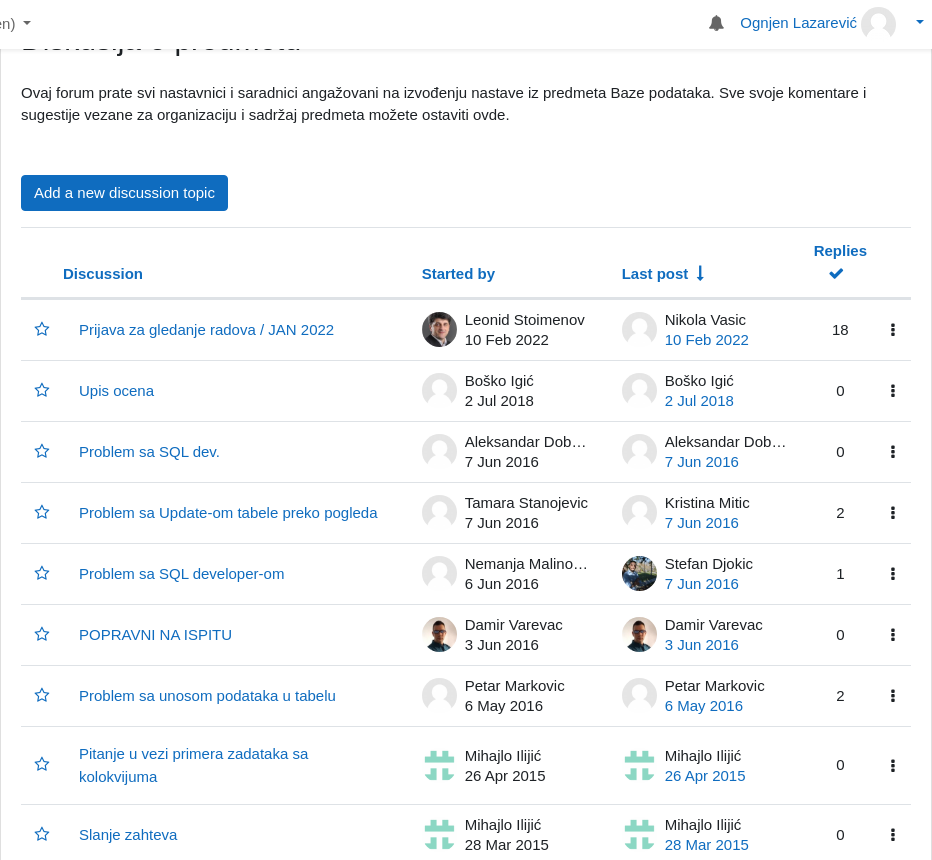 en)
Ognjen Lazarević
Diskusija o predmetu
Ovaj forum prate svi nastavnici i saradnici angažovani na izvođenju nastave iz predmeta Baze podataka. Sve svoje komentare i
sugestije vezane za organizaciju i sadržaj predmeta možete ostaviti ovde.
Add a new discussion topic
Discussion Started by Last post Replies
Prijava za gledanje radova / JAN 2022 Leonid Stoimenov Nikola Vasic 18
10 Feb 2022 10 Feb 2022
Upis ocena Boško Igić Boško Igić 0
2 Jul 2018 2 Jul 2018
Problem sa SQL dev. Aleksandar Dob… Aleksandar Dob… 0
7 Jun 2016 7 Jun 2016
Problem sa Update-om tabele preko pogleda Tamara Stanojevic Kristina Mitic 2
7 Jun 2016 7 Jun 2016
Problem sa SQL developer-om Nemanja Malino… Stefan Djokic 1
6 Jun 2016 7 Jun 2016
POPRAVNI NA ISPITU Damir Varevac Damir Varevac 0
3 Jun 2016 3 Jun 2016
Problem sa unosom podataka u tabelu Petar Markovic Petar Markovic 2
6 May 2016 6 May 2016
Pitanje u vezi primera zadataka sa Mihajlo Ilijić Mihajlo Ilijić 0
kolokvijuma 26 Apr 2015 26 Apr 2015
Slanje zahteva Mihajlo Ilijić Mihajlo Ilijić 0
28 Mar 2015 28 Mar 2015